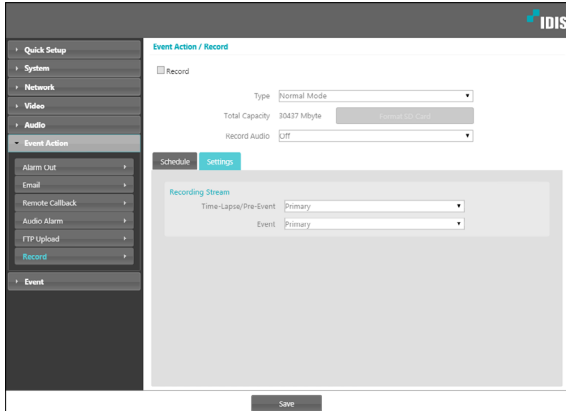 IDIS
Quick Setup
System
Network
Video
Audio
Event Action
Alarm Out
Email
Remote Callback
Audio Alarm
FTP Upload
Record
Event
Event Action / Record
Record
Type Normal Mode
Total Capacity 30437 Mbyte Format SD Card
Record Audio Off
Schedule Settings
Recording Stream
Time-Lapse/Pre-Event Primary
Event Primary
Save